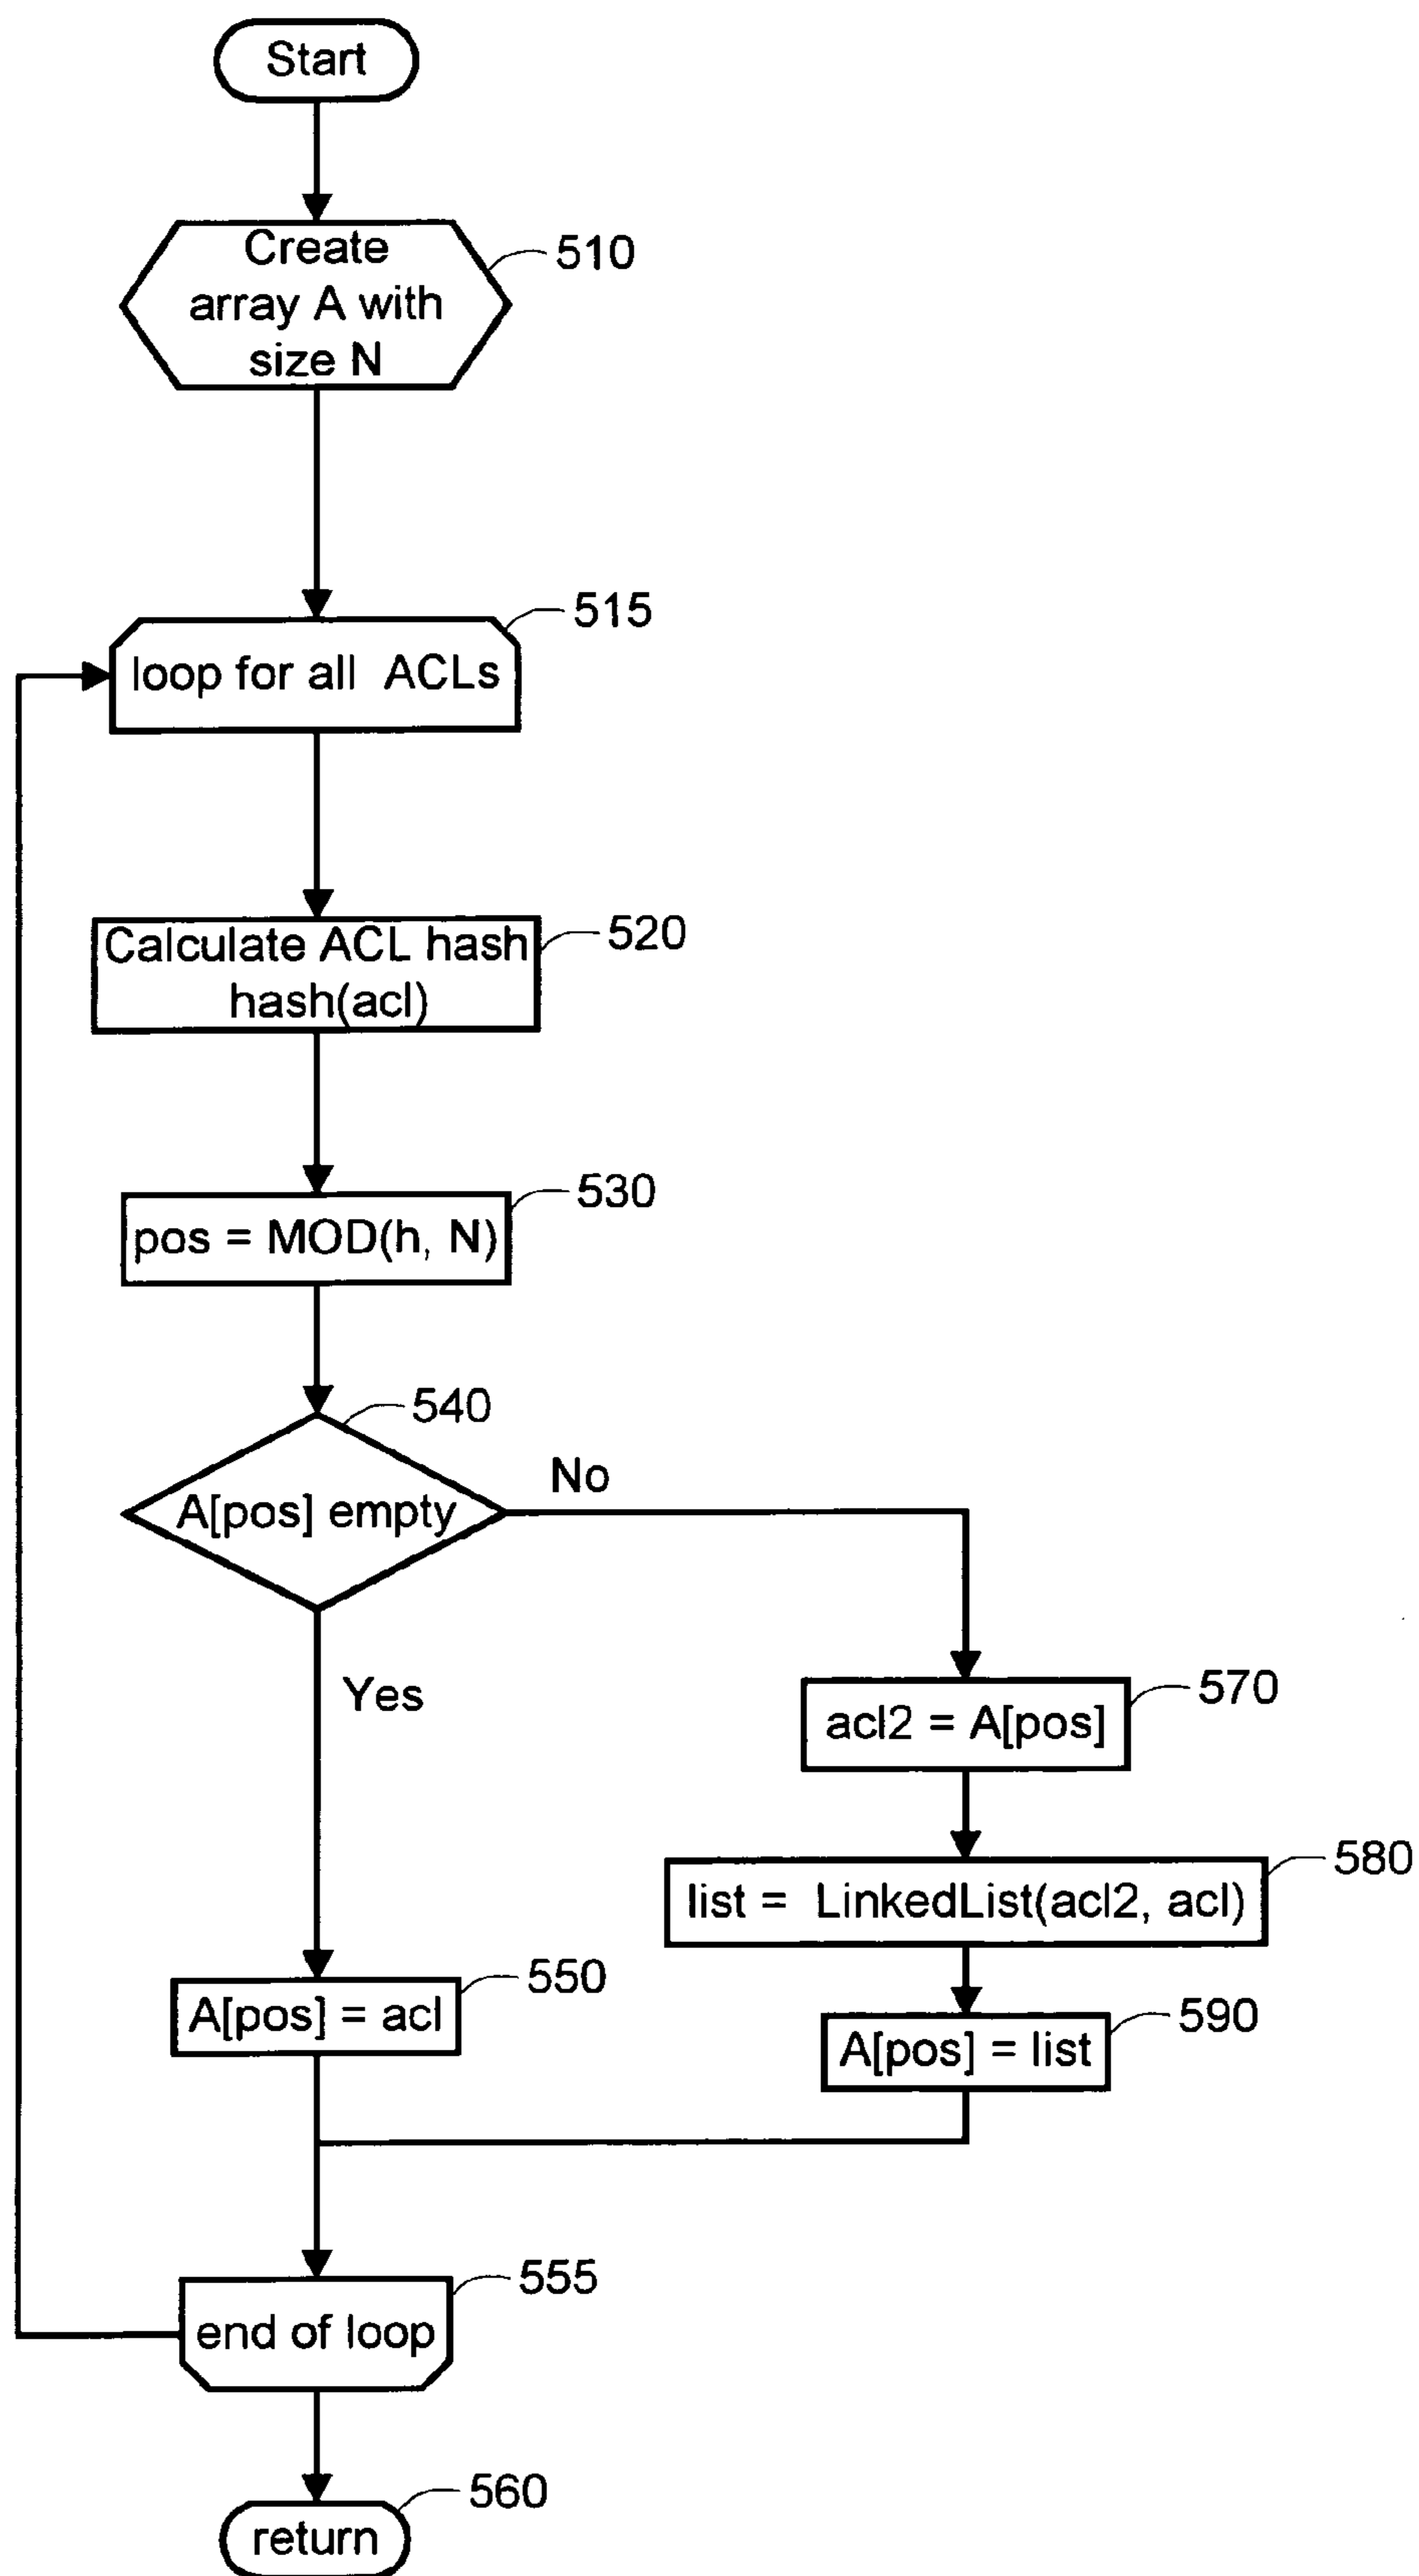 Start
Create
array A with
size N
510
loop for all ACLs
515
Calculate ACL hash
hash(acl)
520
pos = MOD(h, N)
530
540
A[pos] empty
No
Yes
acl2 = A[pos]
570
list = LinkedList(acl2, acl)
580
A[pos] = acl
550
A[pos] = list
590
end of loop
555
return
560